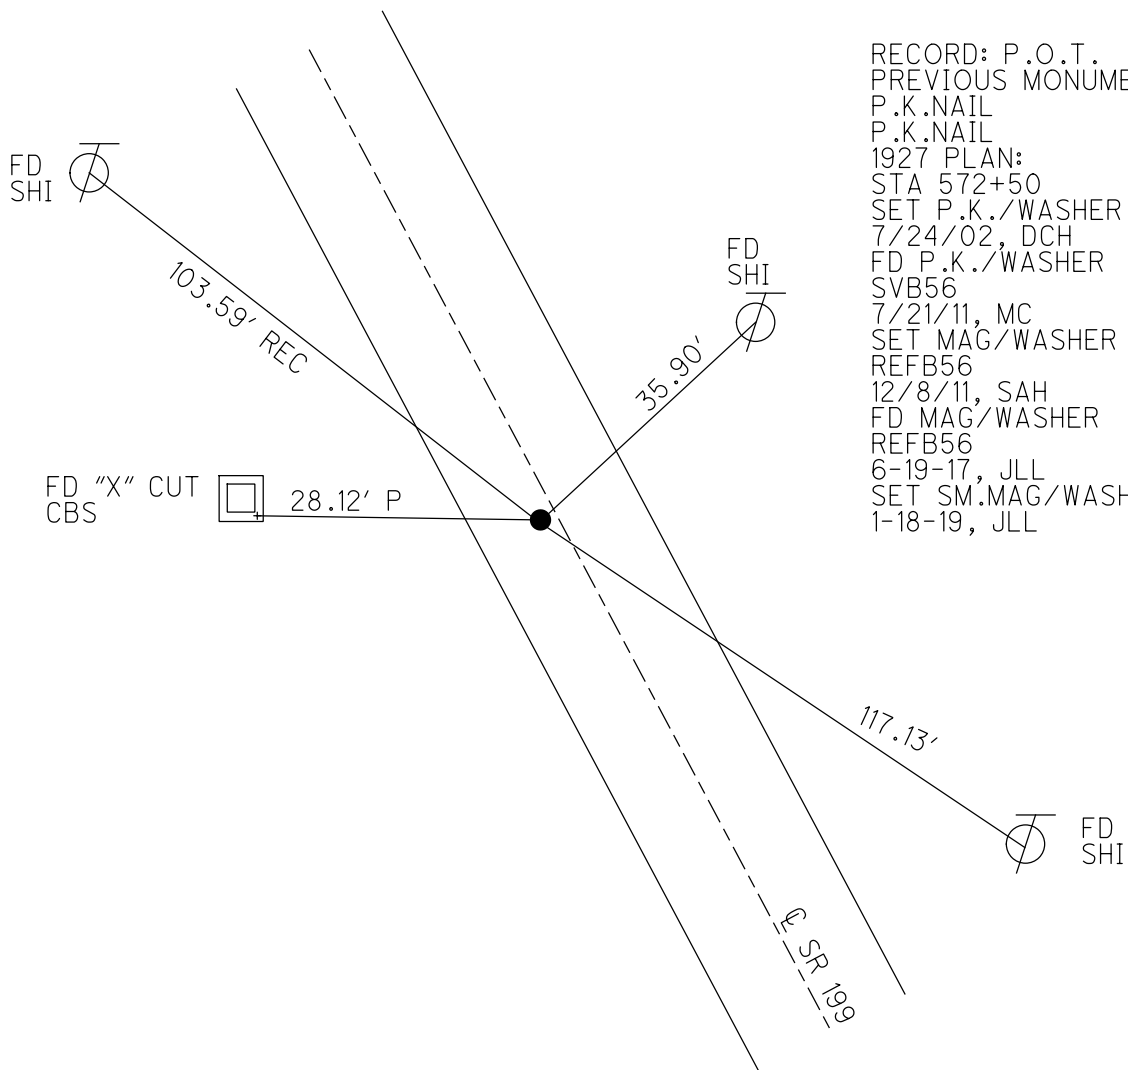 RECORD: P.O.T.
PREVIOUS MONUME
P.K.NAIL
P.K.NAIL
1927 PLAN:
STA 572+50
SET P.K./WASHER
7/24/02, DCH
FD P.K./WASHER
SVB56
7/21/11, MC
SET MAG/WASHER
REFB56
12/8/11, SAH
FD MAG/WASHER
REFB56
6-19-17, JLL
SET SM.MAG/WASH
1-18-19, JLL
FD
SHI
103.59' REC
FD
SHI
35.90'
FD "X" CUT
CBS
28.12' P
117.13'
FD
SHI
℄ SR 199